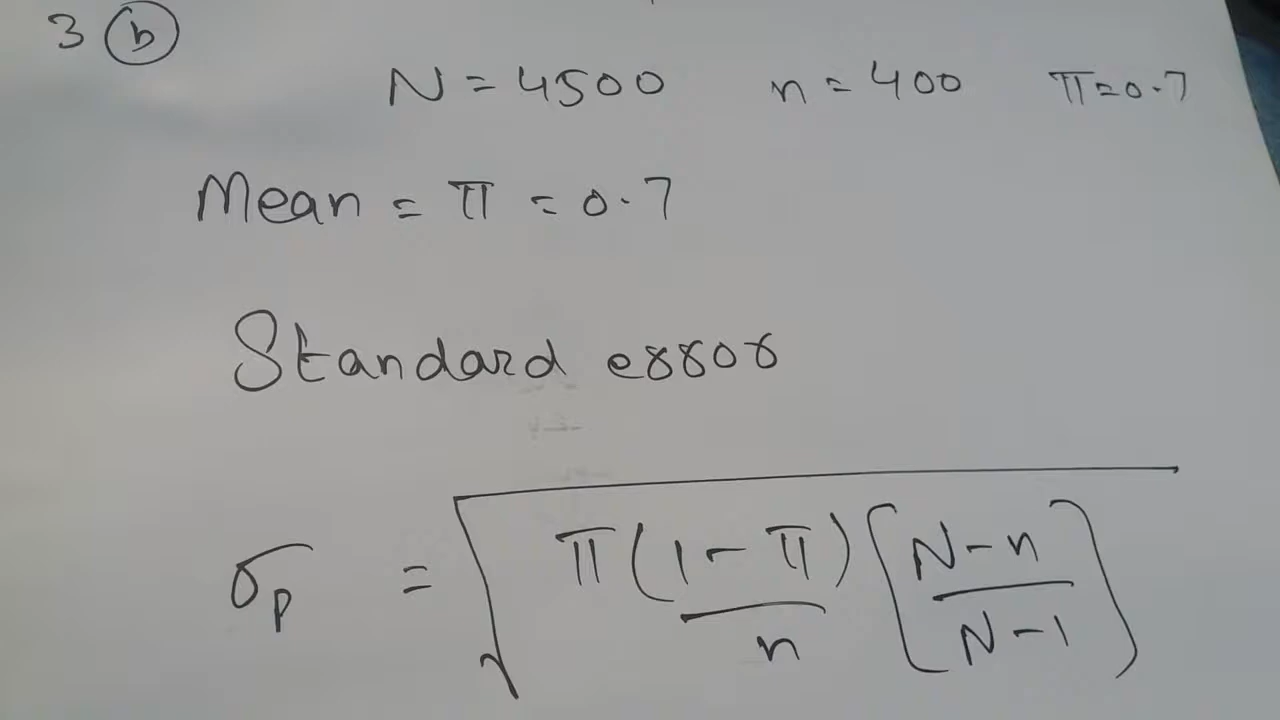 3 (b)
N = 4500 n = 400 π = 0.7
Mean = π = 0.7
Standard error
σp = √(π(1-π)/n [N-n/N-1])